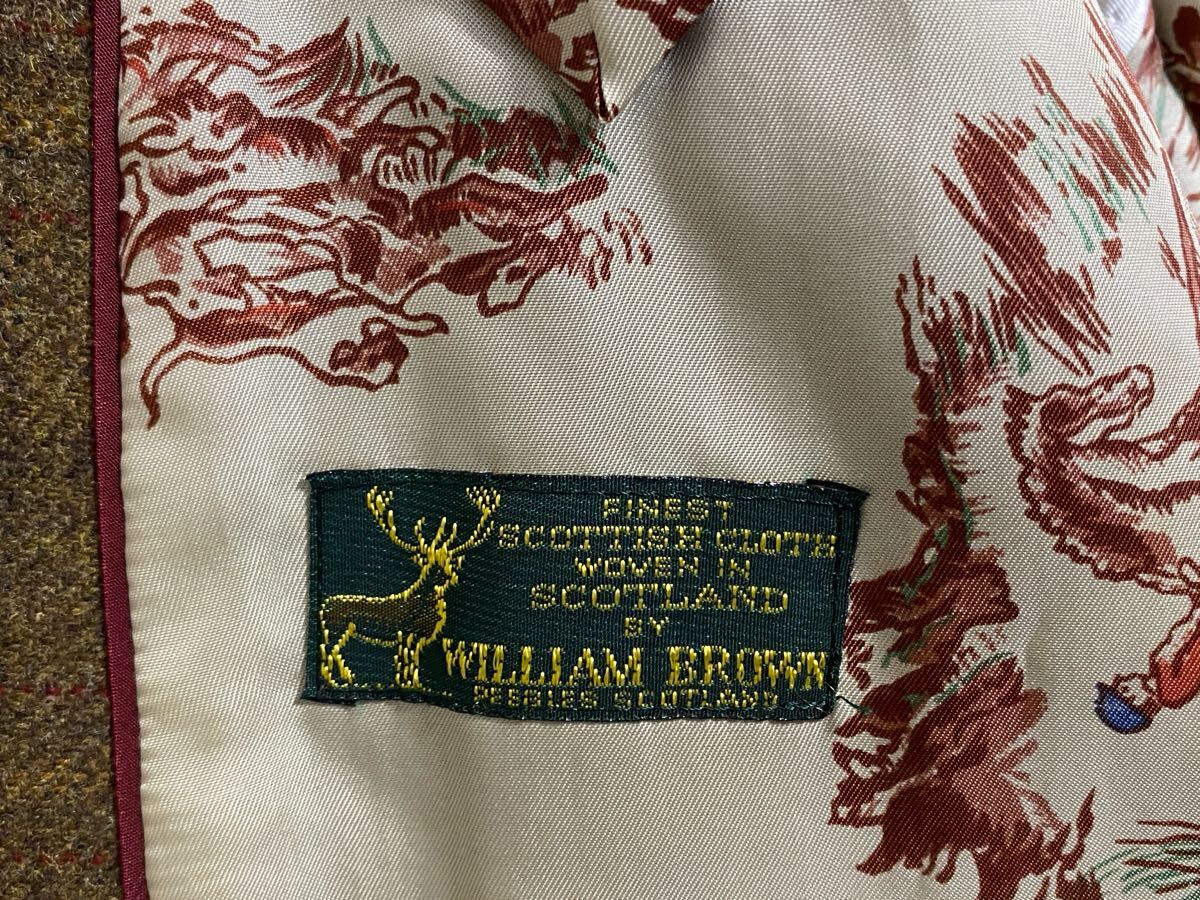 FINEST
SCOTTISH CLOTH
WOVEN IN
SCOTLAND
BY
WILLIAM BROWN
PEEBLES SCOTLAND